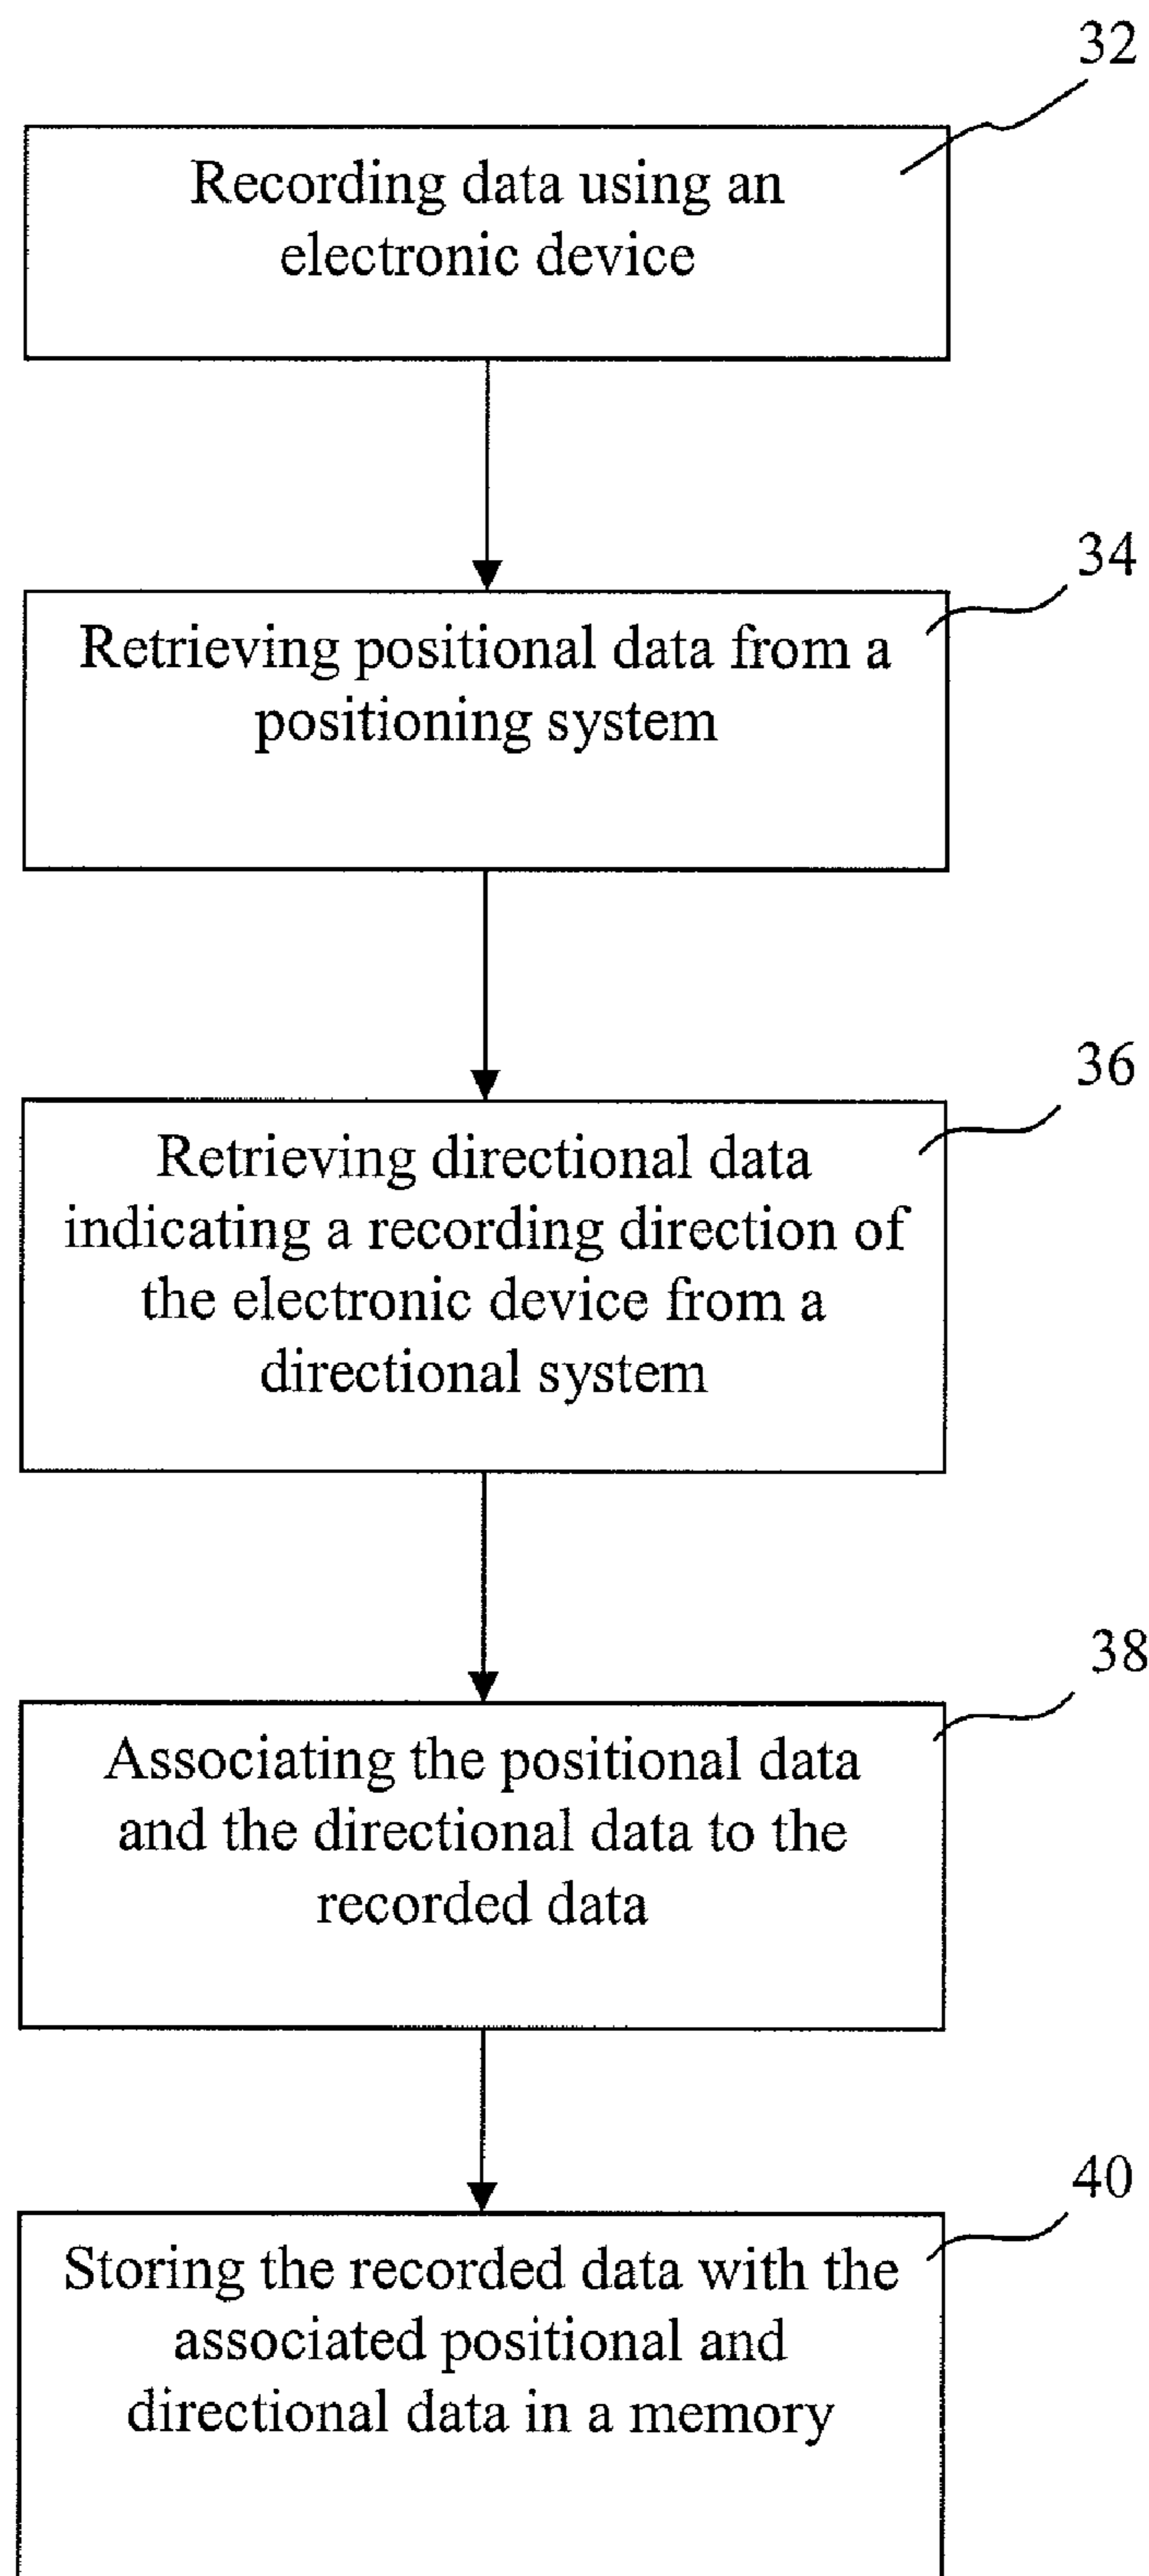 32
Recording data using an
electronic device
34
Retrieving positional data from a
positioning system
36
Retrieving directional data
indicating a recording direction of
the electronic device from a
directional system
38
Associating the positional data
and the directional data to the
recorded data
40
Storing the recorded data with the
associated positional and
directional data in a memory